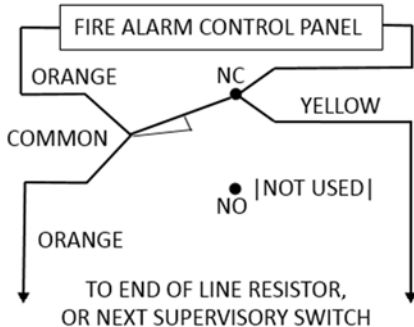 FIRE ALARM CONTROL PANEL
ORANGE
NC
YELLOW
COMMON
NO
|NOT USED|
ORANGE
TO END OF LINE RESISTOR,
OR NEXT SUPERVISORY SWITCH